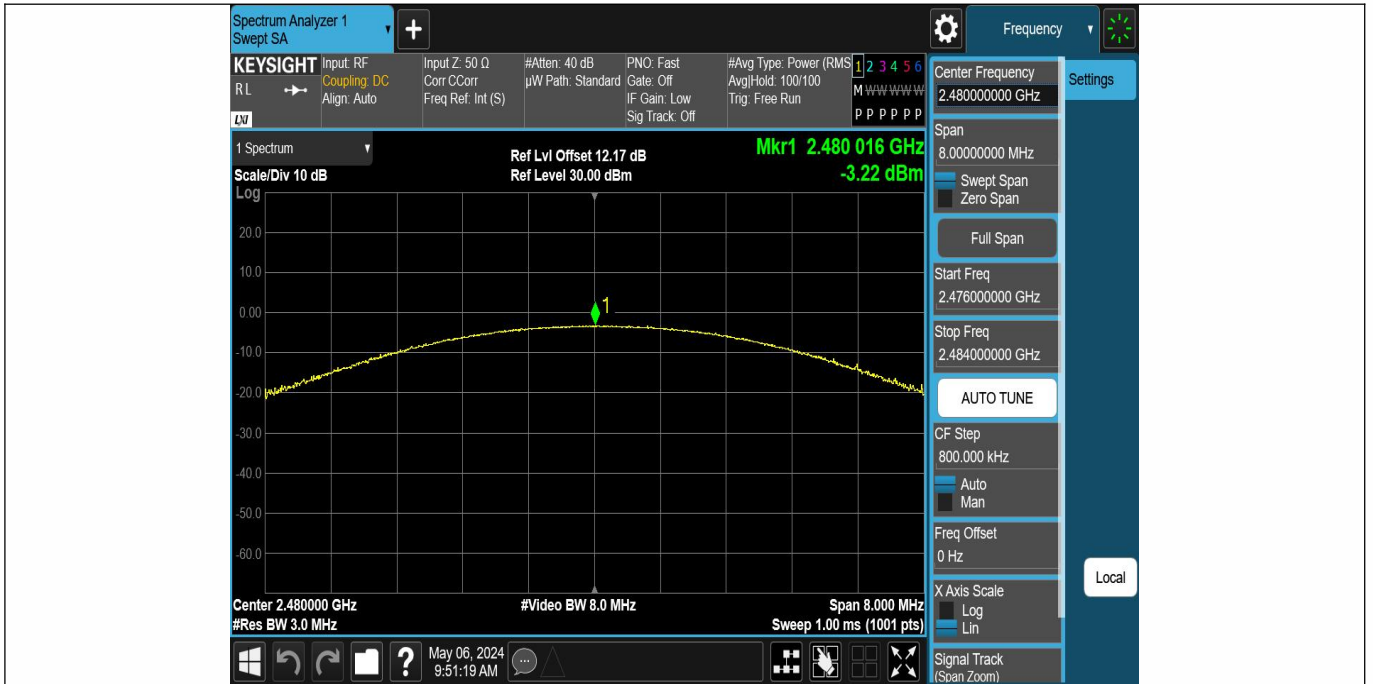 Spectrum Analyzer 1
Swept SA
+
Frequency
KEYSIGHT
RL
LXI
Input: RF
Coupling: DC
Align: Auto
Input Z: 50 Ω
Corr CCorr
Freq Ref: Int (S)
#Atten: 40 dB
µW Path: Standard
PNO: Fast
Gate: Off
IF Gain: Low
Sig Track: Off
#Avg Type: Power (RMS
Avg|Hold: 100/100
Trig: Free Run
1 2 3 4 5 6
M W W W W W
P P P P P P
Center Frequency
2.480000000 GHz
Settings
Span
8.00000000 MHz
Swept Span
Zero Span
Full Span
Start Freq
2.476000000 GHz
Stop Freq
2.484000000 GHz
AUTO TUNE
CF Step
800.000 kHz
Auto
Man
Freq Offset
0 Hz
X Axis Scale
Log
Lin
Signal Track
(Span Zoom)
Local
1 Spectrum
Scale/Div 10 dB
Log
Ref Lvl Offset 12.17 dB
Ref Level 30.00 dBm
Mkr1 2.480 016 GHz
-3.22 dBm
20.0
10.0
0.00
-10.0
-20.0
-30.0
-40.0
-50.0
-60.0
1
Center 2.480000 GHz
#Res BW 3.0 MHz
#Video BW 8.0 MHz
Span 8.000 MHz
Sweep 1.00 ms (1001 pts)
?
May 06, 2024
9:51:19 AM